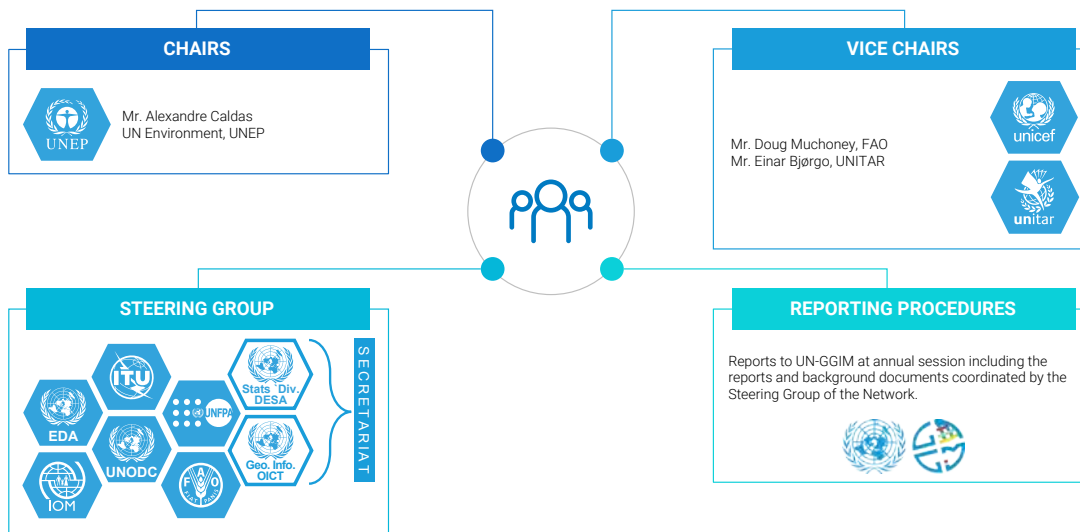 CHAIRS
UNEP
Mr. Alexandre Caldas
UN Environment, UNEP
VICE CHAIRS
Mr. Doug Muchoney, FAO
Mr. Einar Bjørgo, UNITAR
unicef
unitar
STEERING GROUP
EDA
ITU
IOM
UNODC
UNFPA
FAO
FIAT PANIS
Stats `Div.
DESA
Geo. Info.
OICT
SECRETARIAT
REPORTING PROCEDURES
Reports to UN-GGIM at annual session including the
reports and background documents coordinated by the
Steering Group of the Network.